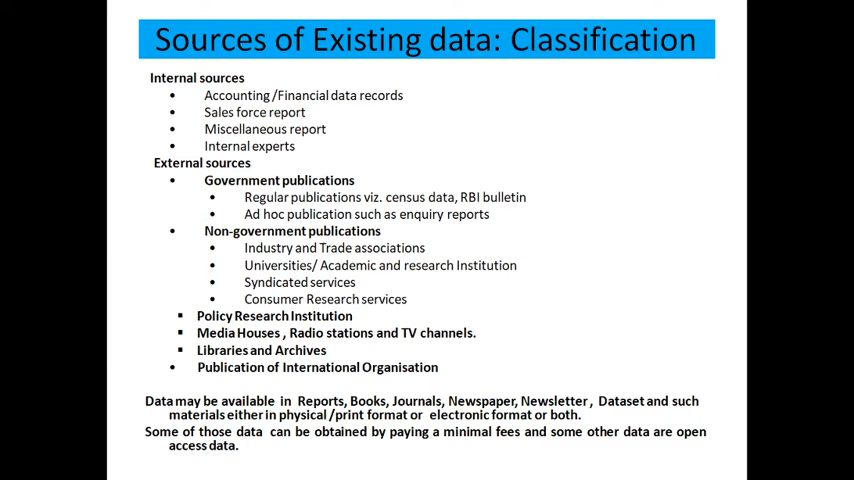 Sources of Existing data: Classification
Internal sources
• Accounting /Financial data records
• Sales force report
• Miscellaneous report
• Internal experts
External sources
• Government publications
• Regular publications viz. census data, RBI bulletin
• Ad hoc publication such as enquiry reports
• Non-government publications
• Industry and Trade associations
• Universities/ Academic and research Institution
• Syndicated services
• Consumer Research services
▪ Policy Research Institution
▪ Media Houses , Radio stations and TV channels.
▪ Libraries and Archives
• Publication of International Organisation
Data may be available in Reports, Books, Journals, Newspaper, Newsletter , Dataset and such
materials either in physical /print format or electronic format or both.
Some of those data can be obtained by paying a minimal fees and some other data are open
access data.